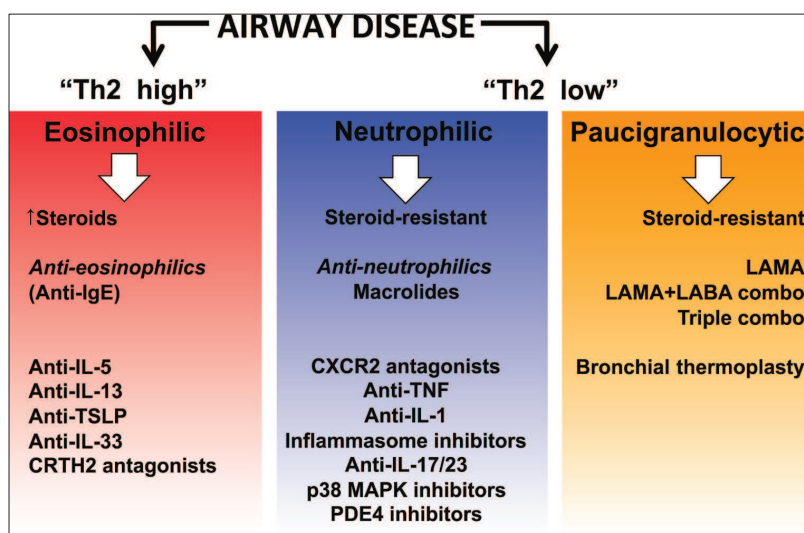 AIRWAY DISEASE
“Th2 high”
“Th2 low”
Eosinophilic
↑Steroids
Anti-eosinophilics
(Anti-IgE)
Anti-IL-5
Anti-IL-13
Anti-TSLP
Anti-IL-33
CRTH2 antagonists
Neutrophilic
Steroid-resistant
Anti-neutrophilics
Macrolides
CXCR2 antagonists
Anti-TNF
Anti-IL-1
Inflammasome inhibitors
Anti-IL-17/23
p38 MAPK inhibitors
PDE4 inhibitors
Paucigranulocytic
Steroid-resistant
LAMA
LAMA+LABA combo
Triple combo
Bronchial thermoplasty